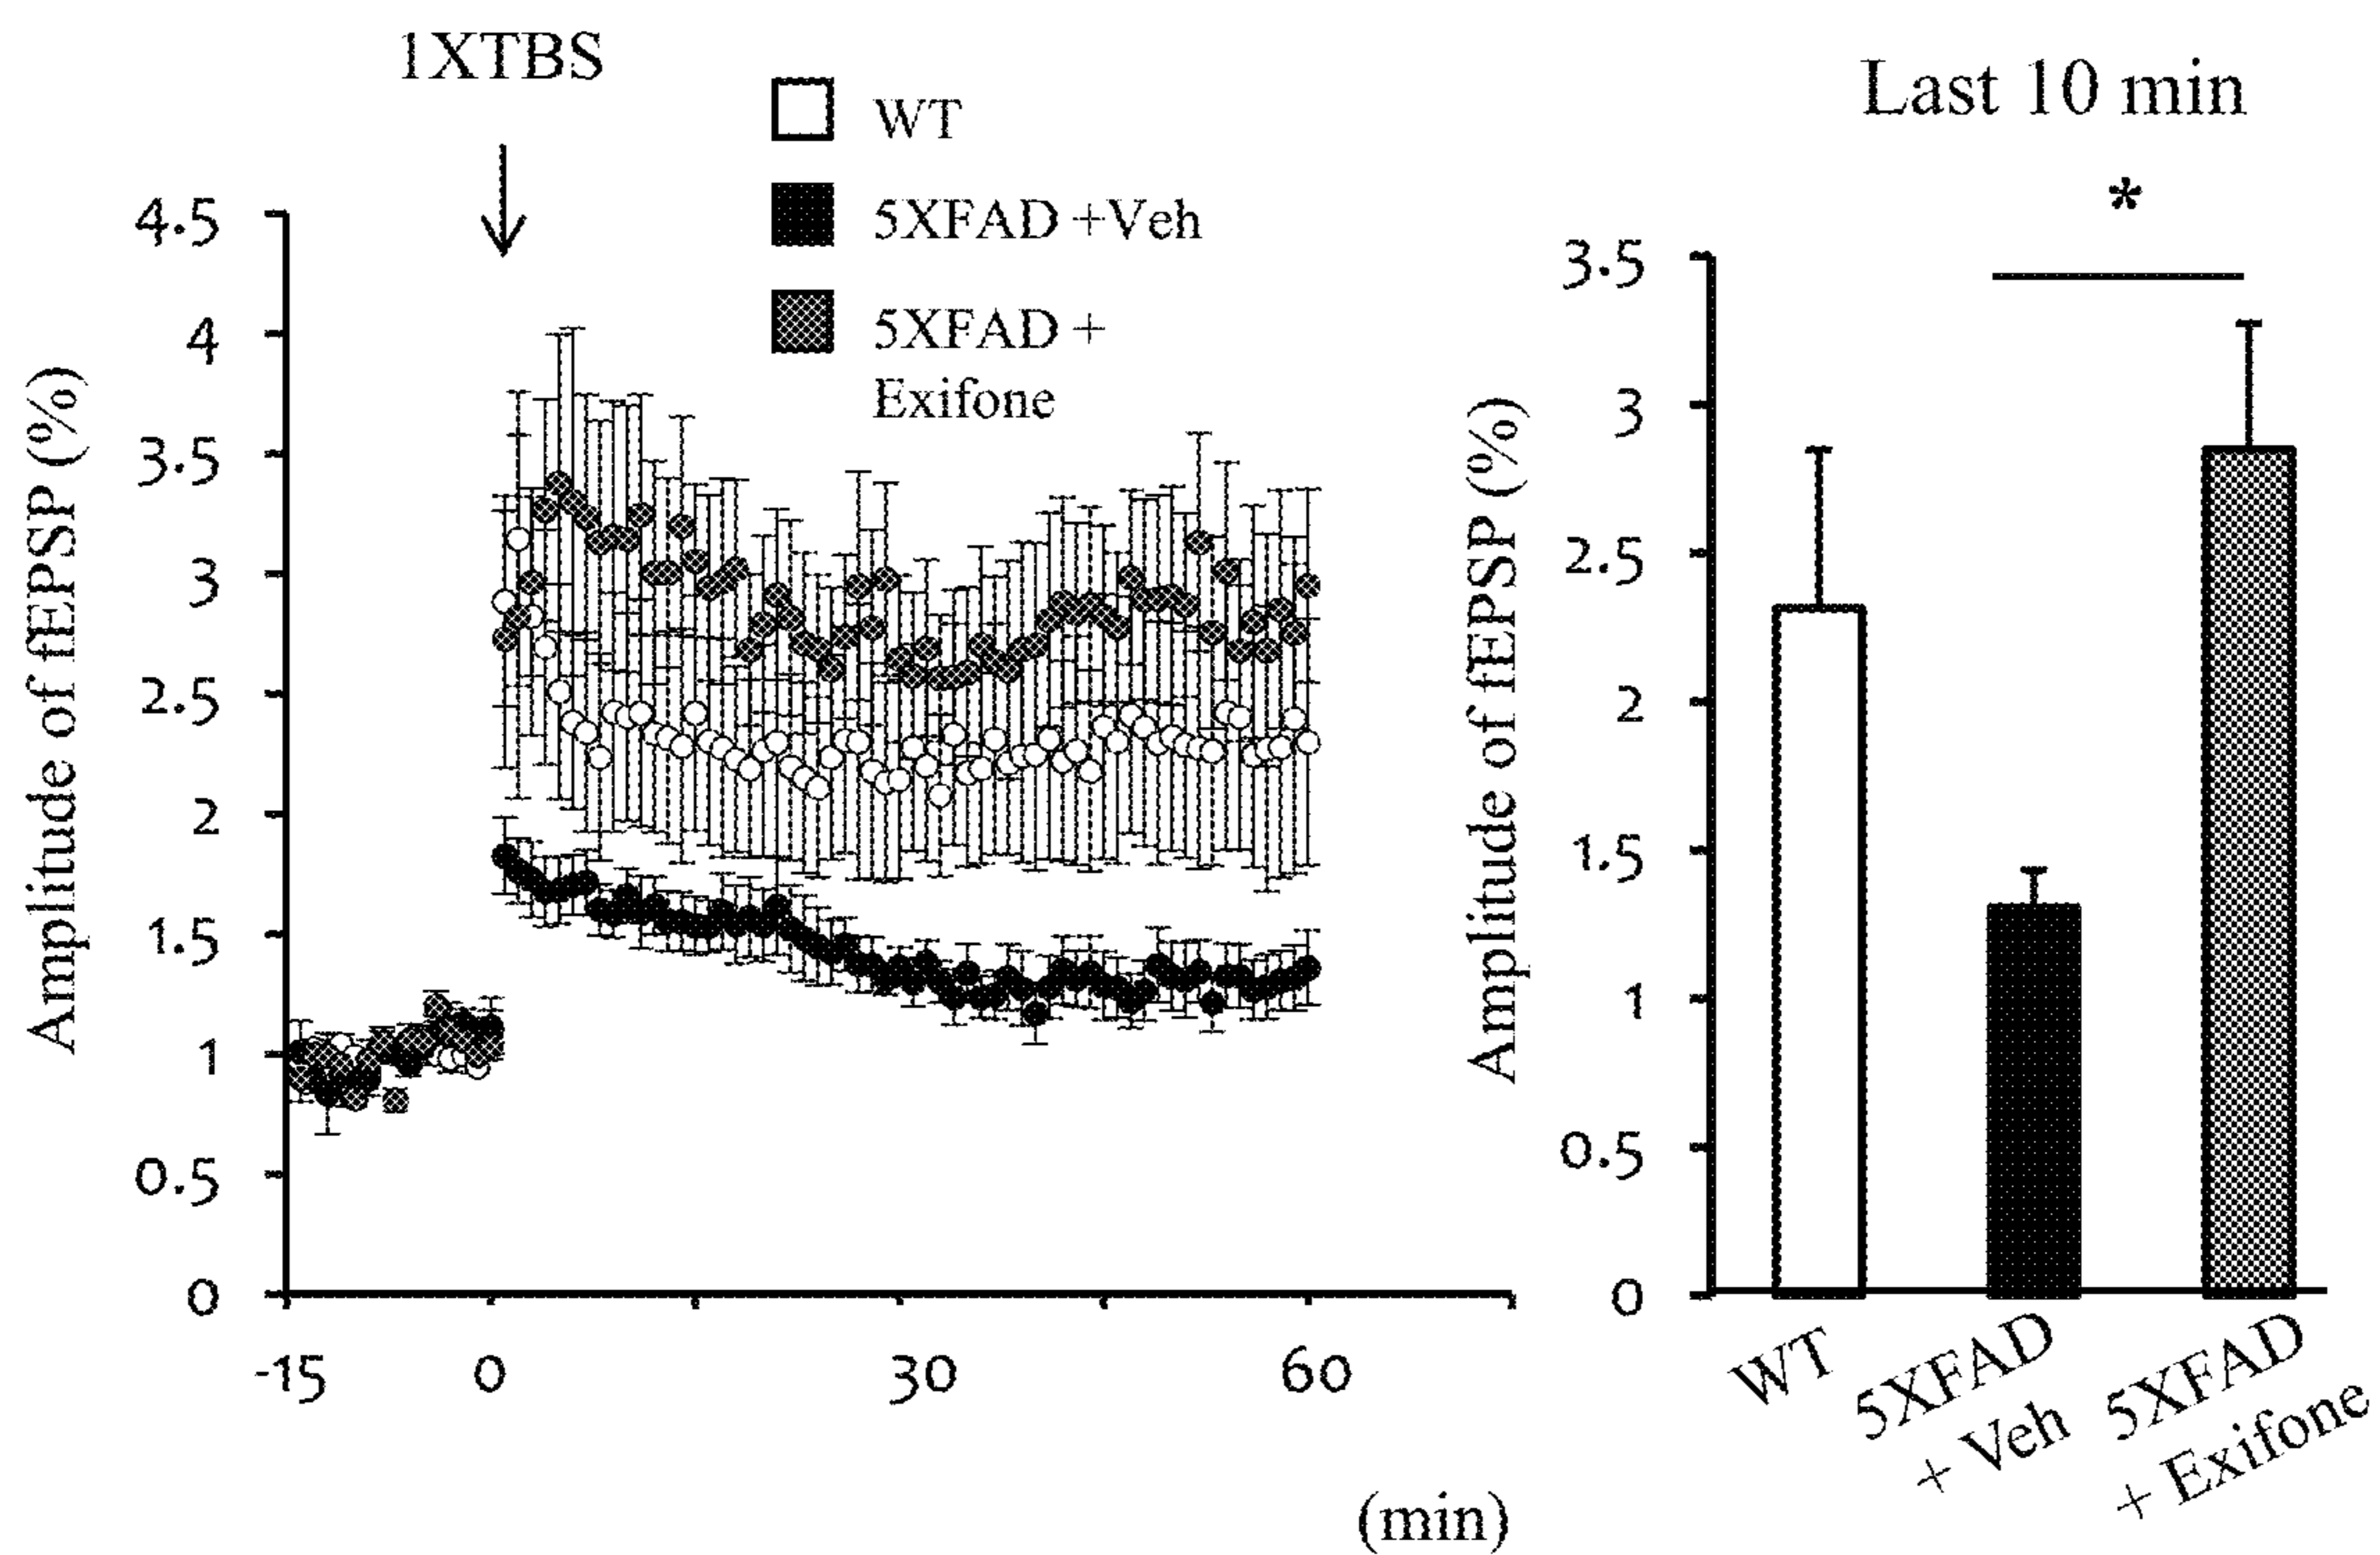 1XTBS
WT
5XFAD +Veh
5XFAD +
Exifone
Amplitude of fEPSP (%)
4.5
4
3.5
3
2.5
2
1.5
1
0.5
0
-15
0
30
60
(min)
Last 10 min
*
Amplitude of fEPSP (%)
3.5
3
2.5
2
1.5
1
0.5
0
WT
5XFAD
+ Veh
5XFAD
+ Exifone